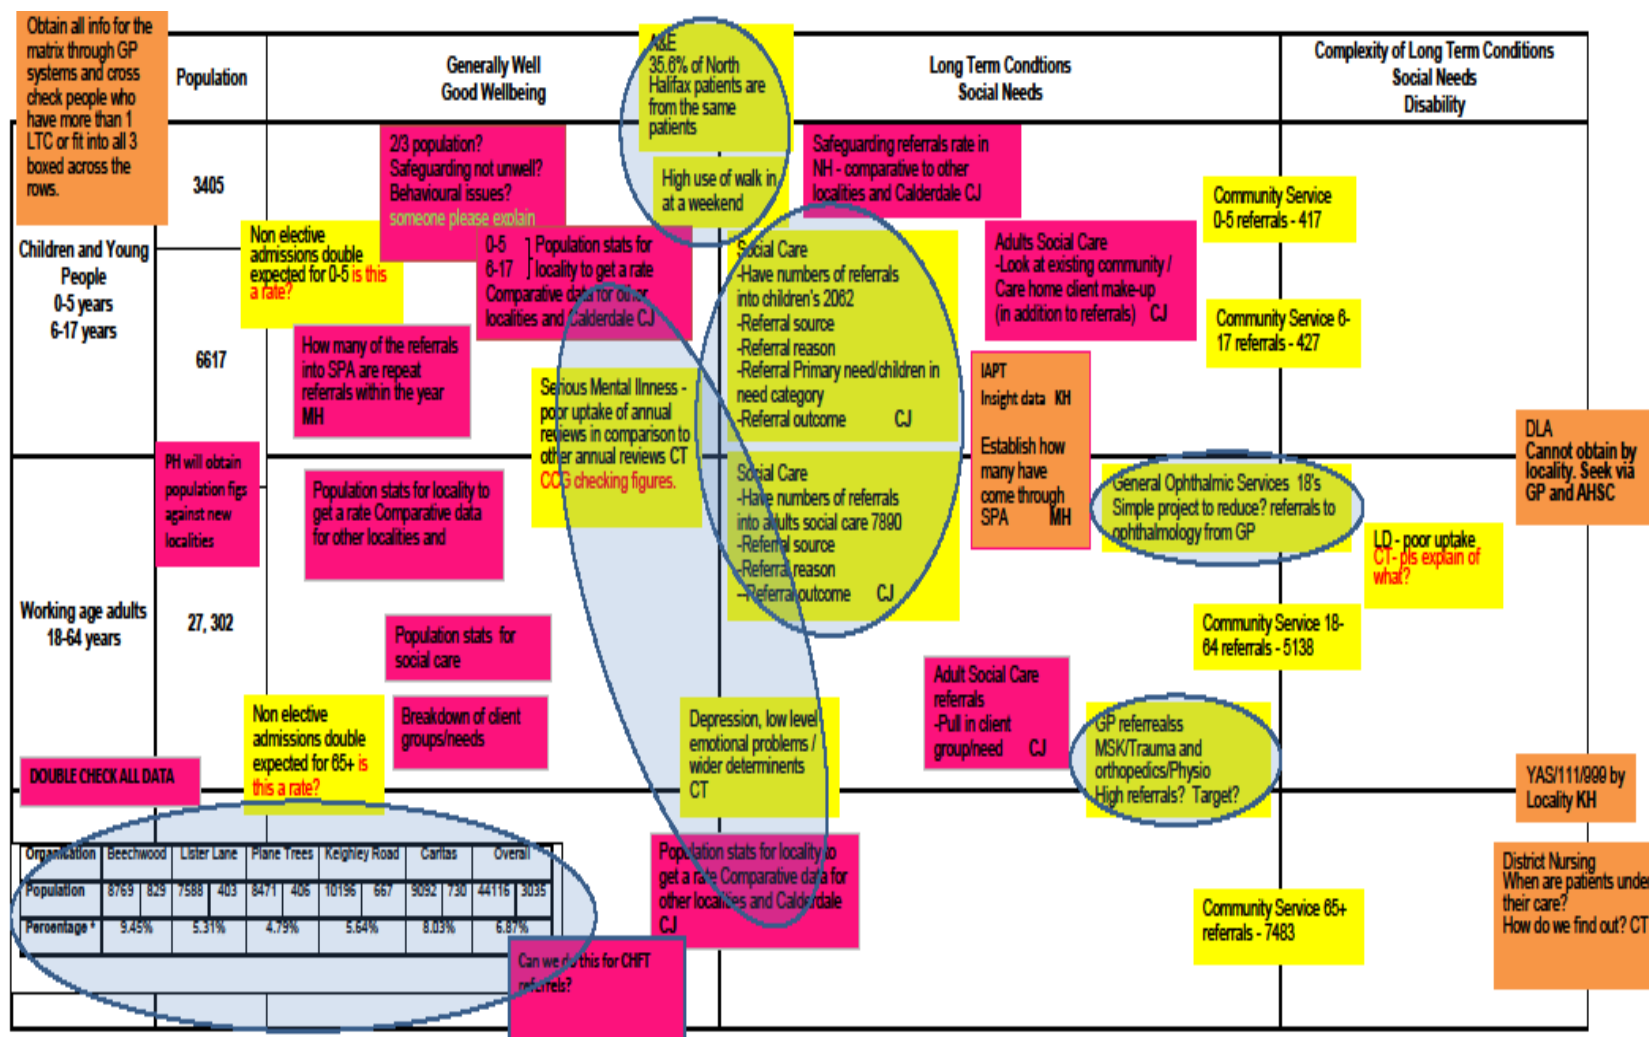 Obtain all info for the
matrix through GP
systems and cross
check people who
have more than 1
LTC or fit into all 3
boxed across the
rows.
Population
Generally Well
Good Wellbeing
A&E
35.6% of North
Halifax patients are
from the same
patients
Long Term Condtions
Social Needs
Complexity of Long Term Conditions
Social Needs
Disability
Children and Young
People
0-5 years
6-17 years
3405
6617
2/3 population?
Safeguarding not unwell?
Behavioural issues?
someone please explain
High use of walk in
at a weekend
Safeguarding referrals rate in
NH - comparative to other
localities and Calderdale CJ
Community Service
0-5 referrals - 417
Non elective
admissions double
expected for 0-5 is this
a rate?
0-5
6-17
Population stats for
locality to get a rate
Comparative data for other
localities and Calderdale CJ
Social Care
-Have numbers of referrals
into children's 2062
-Referral source
-Referral reason
-Referral Primary need/children in
need category
-Referral outcome CJ
Adults Social Care
-Look at existing community /
Care home client make-up
(in addition to referrals) CJ
Community Service 6-
17 referrals - 427
How many of the referrals
into SPA are repeat
referrals within the year
MH
Serious Mental Illness -
poor uptake of annual
reviews in comparison to
other annual reviews CT
CCG checking figures.
IAPT
Insight data KH
Establish how
many have
come through
SPA MH
DLA
Cannot obtain by
locality. Seek via
GP and AHSC
PH will obtain
population figs
against new
localities
Population stats for locality to
get a rate Comparative data
for other localities and
Social Care
-Have numbers of referrals
into adults social care 7890
-Referral source
-Referral reason
--Referral outcome CJ
General Ophthalmic Services 18's
Simple project to reduce? referrals to
ophthalmology from GP
LD - poor uptake
CT- pls explain of
what?
Working age adults
18-64 years
27, 302
Population stats for
social care
Community Service 18-
64 referrals - 5138
Adult Social Care
referrals
-Pull in client
group/need CJ
Non elective
admissions double
expected for 65+ is
this a rate?
Breakdown of client
groups/needs
Depression, low level
emotional problems /
wider determinents
CT
GP referrealss
MSK/Trauma and
orthopedics/Physio
High referrals? Target?
DOUBLE CHECK ALL DATA
YAS/111/999 by
Locality KH
Organisation Beechwood Lister Lane Plane Trees Keighley Road Caritas Overall
Population 8769 829 7588 403 8471 406 10196 667 9092 730 44116 3035
Percentage * 9.45% 5.31% 4.79% 5.64% 8.03% 6.87%
Population stats for locality to
get a rate Comparative data for
other localities and Calderdale
CJ
Community Service 65+
referrals - 7483
District Nursing
When are patients under
their care?
How do we find out? CT
Can we do this for CHFT
referrels?